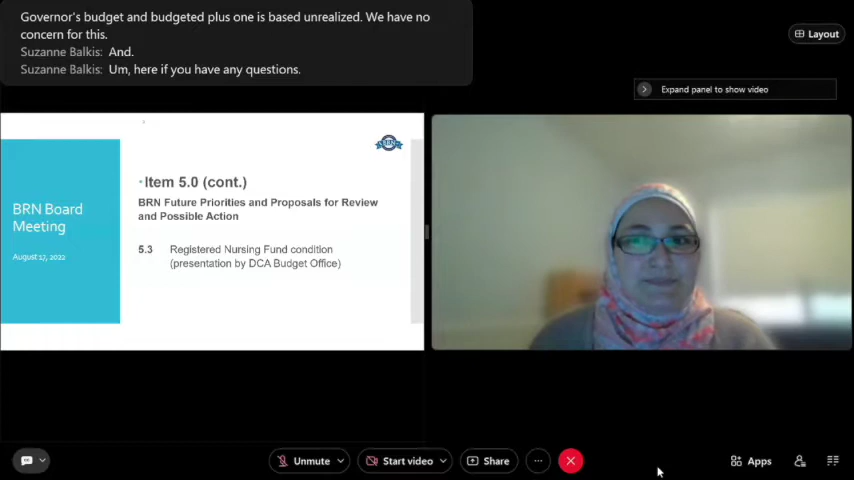 Governor's budget and budgeted plus one is based unrealized. We have no
concern for this.
Suzanne Balkis: And.
Suzanne Balkis: Um, here if you have any questions.
Layout
Expand panel to show video
BRN
BRN Board
Meeting
August 17, 2022
•Item 5.0 (cont.)
BRN Future Priorities and Proposals for Review
and Possible Action
5.3 Registered Nursing Fund condition
(presentation by DCA Budget Office)
Unmute
Start video
Share
Apps